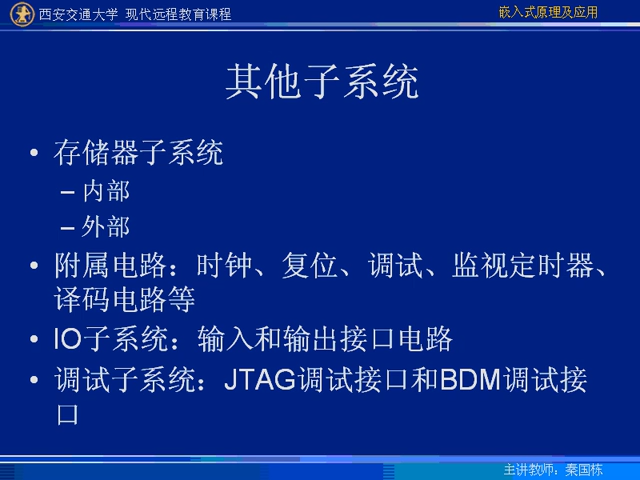 西安交通大学 现代远程教育课程
嵌入式原理及应用
其他子系统
• 存储器子系统
– 内部
– 外部
• 附属电路：时钟、复位、调试、监视定时器、
译码电路等
• IO子系统：输入和输出接口电路
• 调试子系统：JTAG调试接口和BDM调试接
口
主讲教师：秦国栋